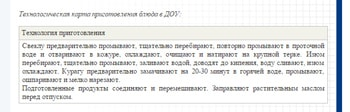 Технологическая карта приготовления блюда в ДОУ:
Технология приготовления
Свеклу предварительно промывают, тщательно перебирают, повторно промывают в проточной
воде и отваривают в кожуре, охлаждают, очищают и натирают на крупной терке. Изюм
перебирают, тщательно промывают, заливают водой, доводят до кипения, воду сливают, изюм
охлаждают. Курагу предварительно замачивают на 20-30 минут в горячей воде, промывают,
ошпаривают и мелко нарезают.
Подготовленные продукты соединяют и перемешивают. Заправляют растительным маслом
перед отпуском.